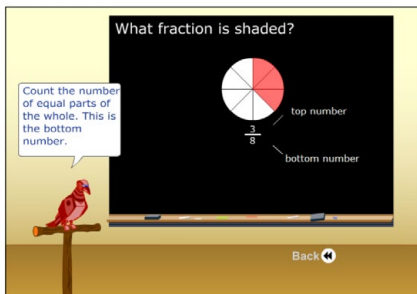 What fraction is shaded?
Count the number
of equal parts of
the whole. This is
the bottom
number.
top number
3
8
bottom number
Back